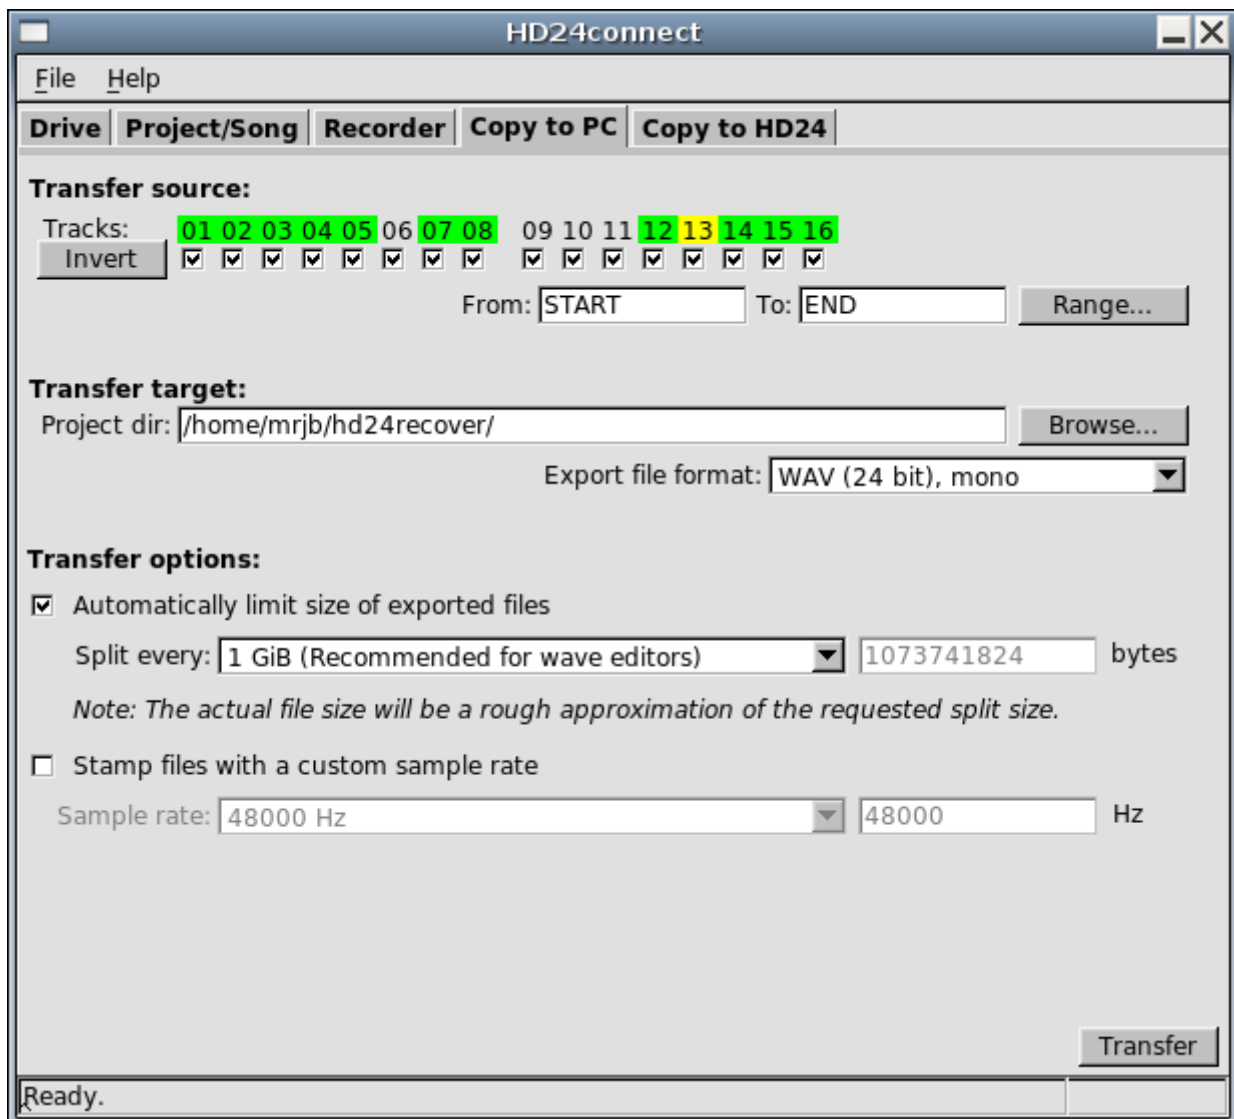 HD24connect
File Help
Drive Project/Song Recorder Copy to PC Copy to HD24
Transfer source:
Tracks: 01 02 03 04 05 06 07 08 09 10 11 12 13 14 15 16
Invert
From: START To: END Range...
Transfer target:
Project dir: /home/mrjb/hd24recover/ Browse...
Export file format: WAV (24 bit), mono
Transfer options:
Automatically limit size of exported files
Split every: 1 GiB (Recommended for wave editors) 1073741824 bytes
Note: The actual file size will be a rough approximation of the requested split size.
Stamp files with a custom sample rate
Sample rate: 48000 Hz 48000 Hz
Transfer
Ready.